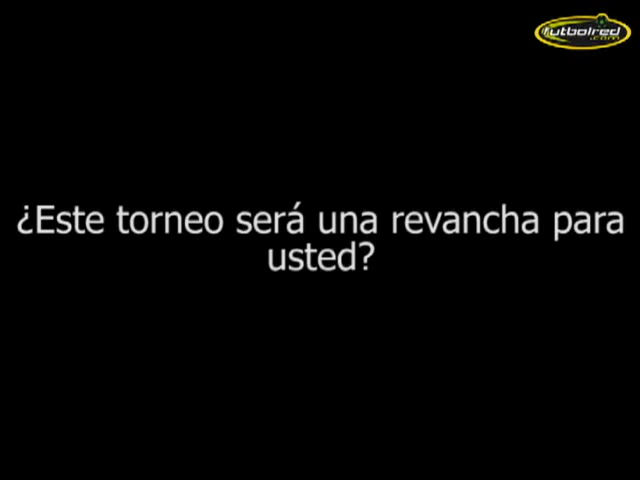 futbolred
.com
¿Este torneo será una revancha para
usted?